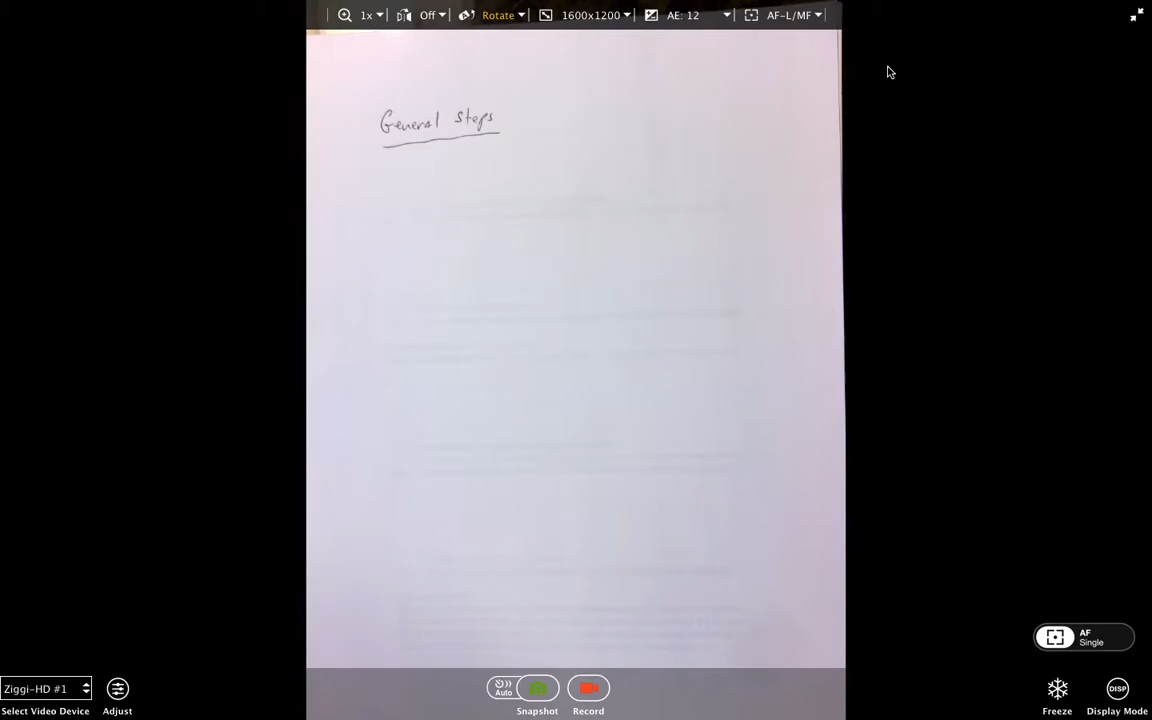 1x Off Rotate 1600x1200 AE: 12 AF-L/MF
General Steps
AF
Single
Ziggi-HD #1
Auto
DISP
Select Video Device Adjust Snapshot Record Freeze Display Mode